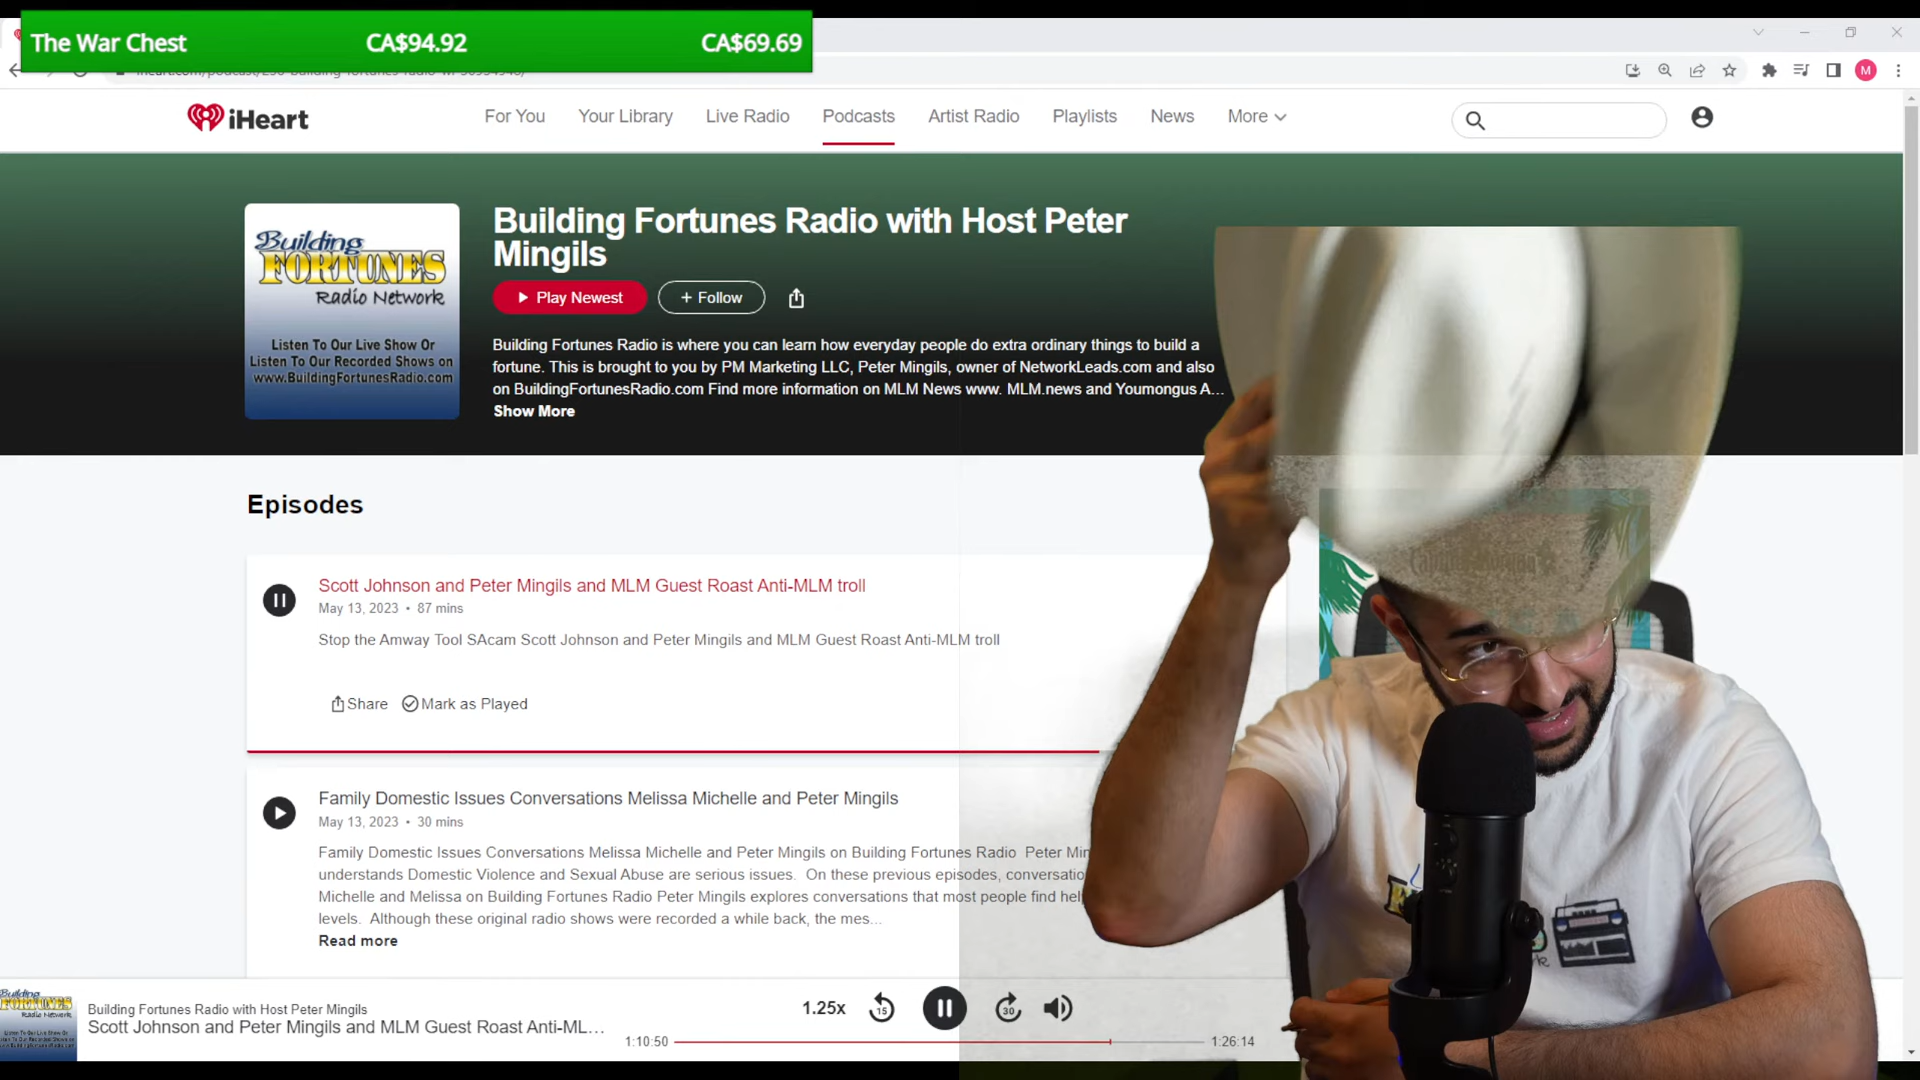 The War Chest CA$94.92 CA$69.69
iHeart
For You Your Library Live Radio Podcasts Artist Radio Playlists News More
M
Building Fortunes Radio with Host Peter
Mingils
Play Newest + Follow
Building Fortunes Radio is where you can learn how everyday people do extra ordinary things to build a
fortune. This is brought to you by PM Marketing LLC, Peter Mingils, owner of NetworkLeads.com and also
on BuildingFortunesRadio.com Find more information on MLM News www. MLM.news and Youmongus A...
Show More
Building
FORTUNES
Radio Network
Listen To Our Live Show Or
Listen To Our Recorded Shows on
www.BuildingFortunesRadio.com
Episodes
Scott Johnson and Peter Mingils and MLM Guest Roast Anti-MLM troll
May 13, 2023 • 87 mins
Stop the Amway Tool SAcam Scott Johnson and Peter Mingils and MLM Guest Roast Anti-MLM troll
Share Mark as Played
Family Domestic Issues Conversations Melissa Michelle and Peter Mingils
May 13, 2023 • 30 mins
Family Domestic Issues Conversations Melissa Michelle and Peter Mingils on Building Fortunes Radio Peter
understands Domestic Violence and Sexual Abuse are serious issues. On these previous episodes,
Michelle and Melissa on Building Fortunes Radio Peter Mingils explores conversations that most people find
levels. Although these original radio shows were recorded a while back, the mes...
Read more
Building
FORTUNES
Radio Network
Building Fortunes Radio with Host Peter Mingils
Scott Johnson and Peter Mingils and MLM Guest Roast Anti-ML...
1.25x 15 30
1:10:50 1:26:14